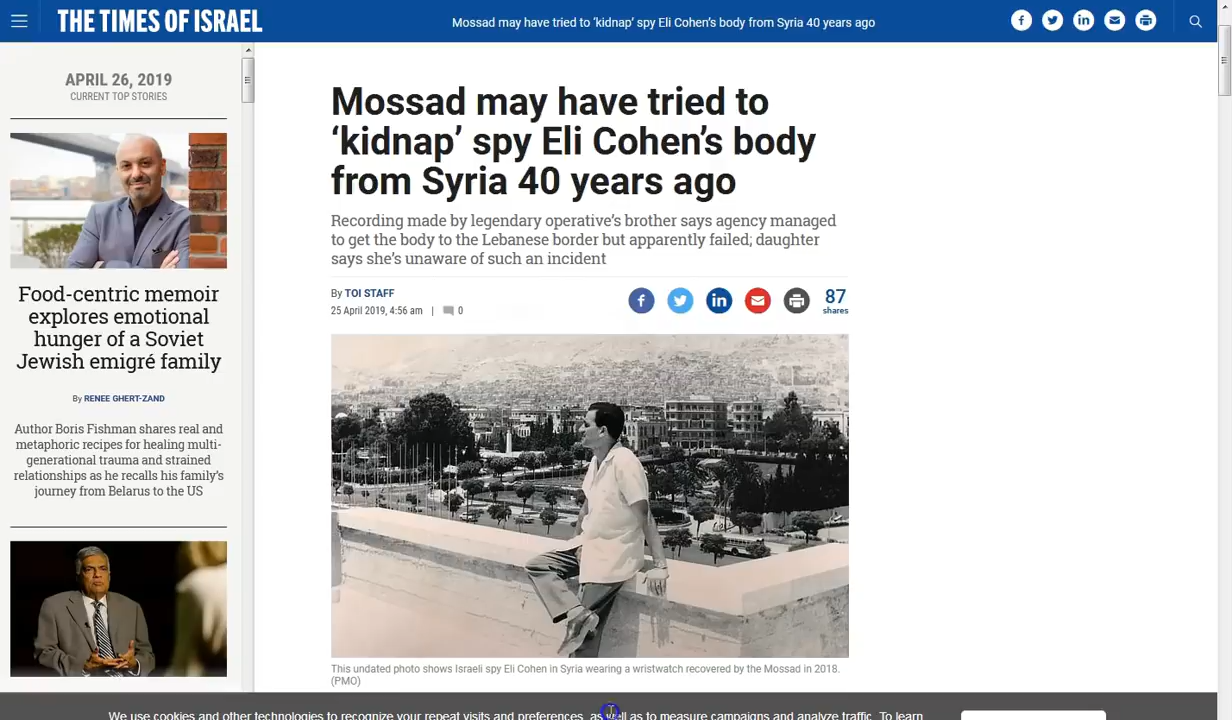 THE TIMES OF ISRAEL
Mossad may have tried to ‘kidnap’ spy Eli Cohen’s body from Syria 40 years ago
APRIL 26, 2019
CURRENT TOP STORIES
Food-centric memoir
explores emotional
hunger of a Soviet
Jewish emigré family
By RENEE GHERT-ZAND
Author Boris Fishman shares real and
metaphoric recipes for healing multi-
generational trauma and strained
relationships as he recalls his family’s
journey from Belarus to the US
Mossad may have tried to
‘kidnap’ spy Eli Cohen’s body
from Syria 40 years ago
Recording made by legendary operative’s brother says agency managed
to get the body to the Lebanese border but apparently failed; daughter
says she’s unaware of such an incident
By TOI STAFF
25 April 2019, 4:56 am | 0
87
shares
This undated photo shows Israeli spy Eli Cohen in Syria wearing a wristwatch recovered by the Mossad in 2018.
(PMO)
We use cookies and other technologies to recognize your repeat visits and preferences, as well as to measure campaigns and analyze traffic. To learn